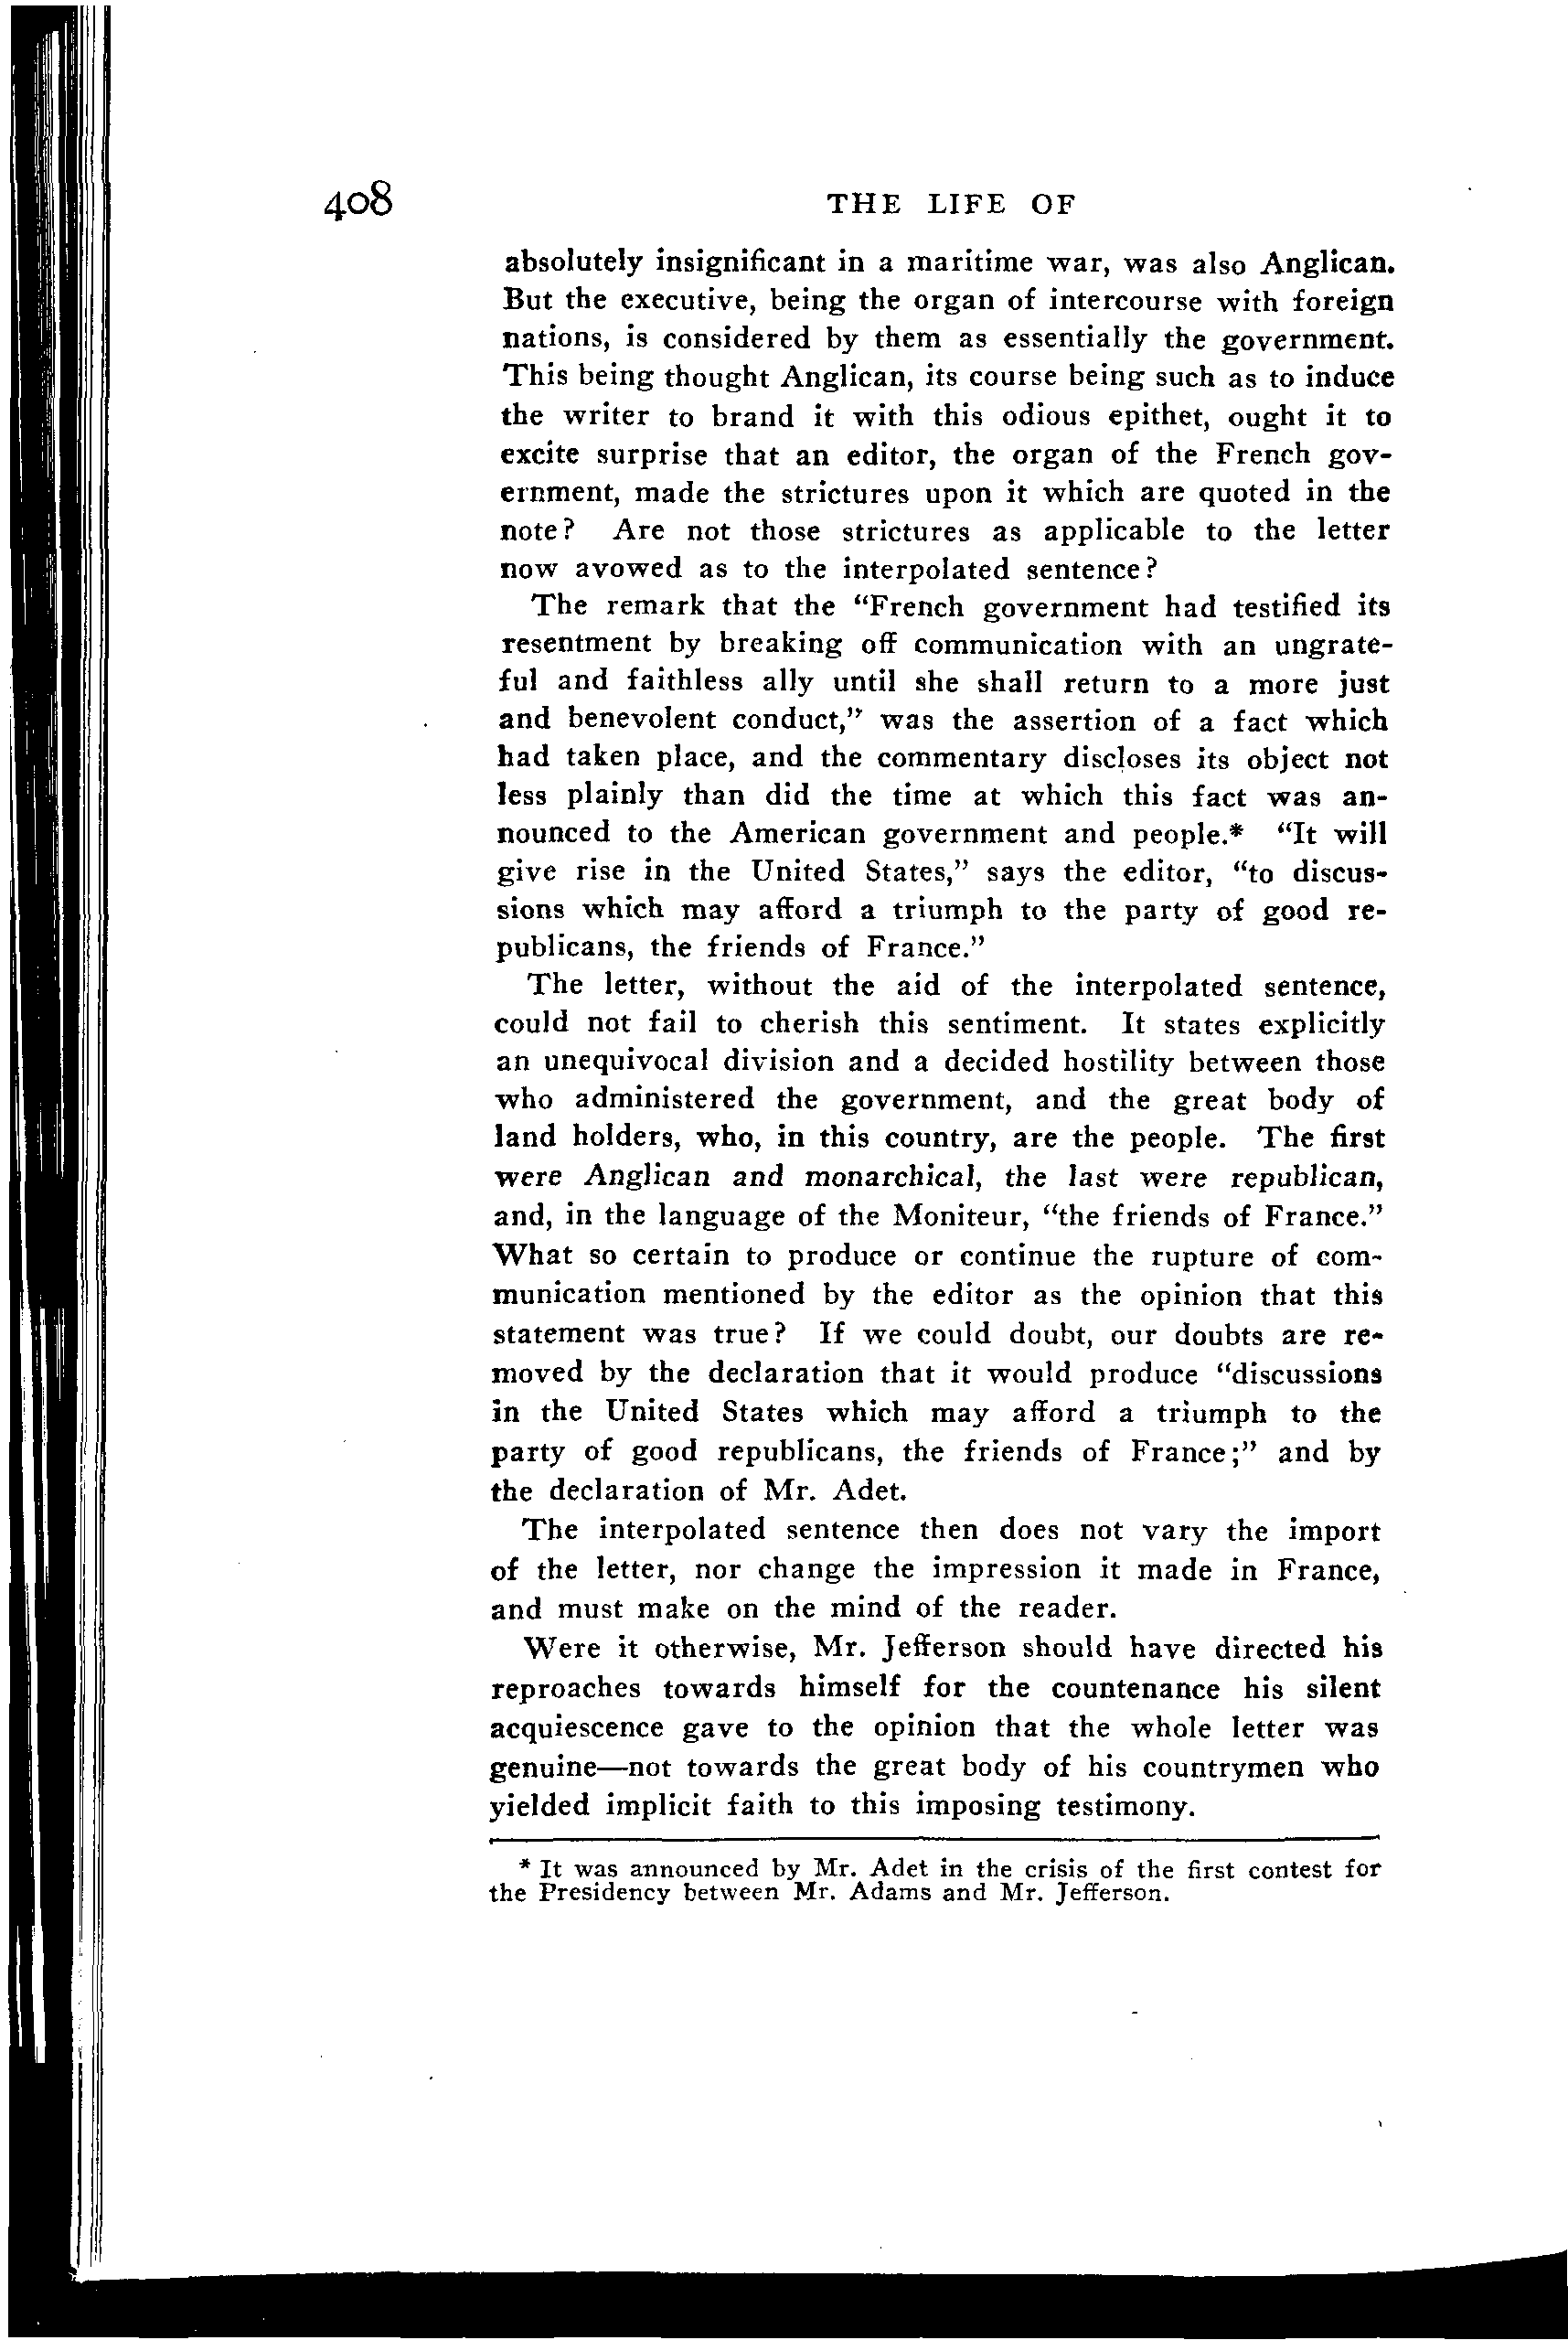 408 THE LIFE OF
absolutely insignificant in a maritime war, was also Anglican.
But the executive, being the organ of intercourse with foreign
nations, is considered by them as essentially the government.
This being thought Anglican, its course being such as to induce
the writer to brand it with this odious epithet, ought it to
excite surprise that an editor, the organ of the French gov-
ernment, made the strictures upon it which are quoted in the
note? Are not those strictures as applicable to the letter
now avowed as to the interpolated sentence?
The remark that the "French government had testified its
resentment by breaking off communication with an ungrate-
ful and faithless ally until she shall return to a more just
and benevolent conduct," was the assertion of a fact which
had taken place, and the commentary discloses its object not
less plainly than did the time at which this fact was an-
nounced to the American government and people.* "It will
give rise in the United States," says the editor, "to discus-
sions which may afford a triumph to the party of good re-
publicans, the friends of France."
The letter, without the aid of the interpolated sentence,
could not fail to cherish this sentiment. It states explicitly
an unequivocal division and a decided hostility between those
who administered the government, and the great body of
land holders, who, in this country, are the people. The first
were Anglican and monarchical, the last were republican,
and, in the language of the Moniteur, "the friends of France."
What so certain to produce or continue the rupture of com-
munication mentioned by the editor as the opinion that this
statement was true? If we could doubt, our doubts are re-
moved by the declaration that it would produce "discussions
in the United States which may afford a triumph to the
party of good republicans, the friends of France;" and by
the declaration of Mr. Adet.
The interpolated sentence then does not vary the import
of the letter, nor change the impression it made in France,
and must make on the mind of the reader.
Were it otherwise, Mr. Jefferson should have directed his
reproaches towards himself for the countenance his silent
acquiescence gave to the opinion that the whole letter was
genuine—not towards the great body of his countrymen who
yielded implicit faith to this imposing testimony.
* It was announced by Mr. Adet in the crisis of the first contest for
the Presidency between Mr. Adams and Mr. Jefferson.